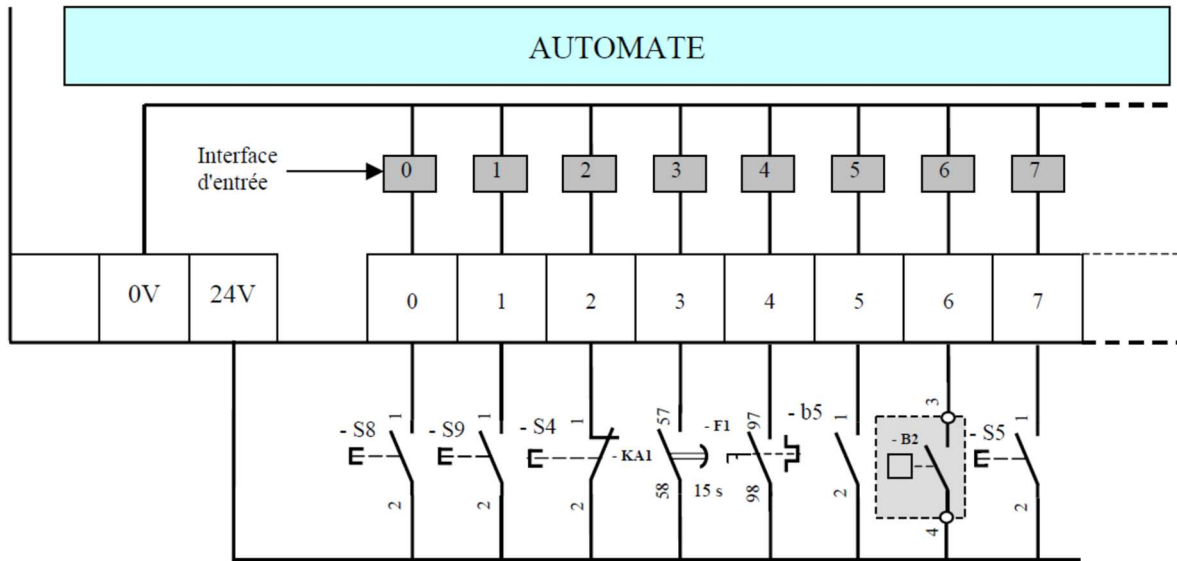 AUTOMATE
Interface
d'entrée
0 1 2 3 4 5 6 7
0V 24V 0 1 2 3 4 5 6 7
- S8 1 2
- S9 1 2
- S4 1 2
- KA1 57 58 15 s
- F1 97 98
- b5 1 2
- B2 3 4
- S5 1 2